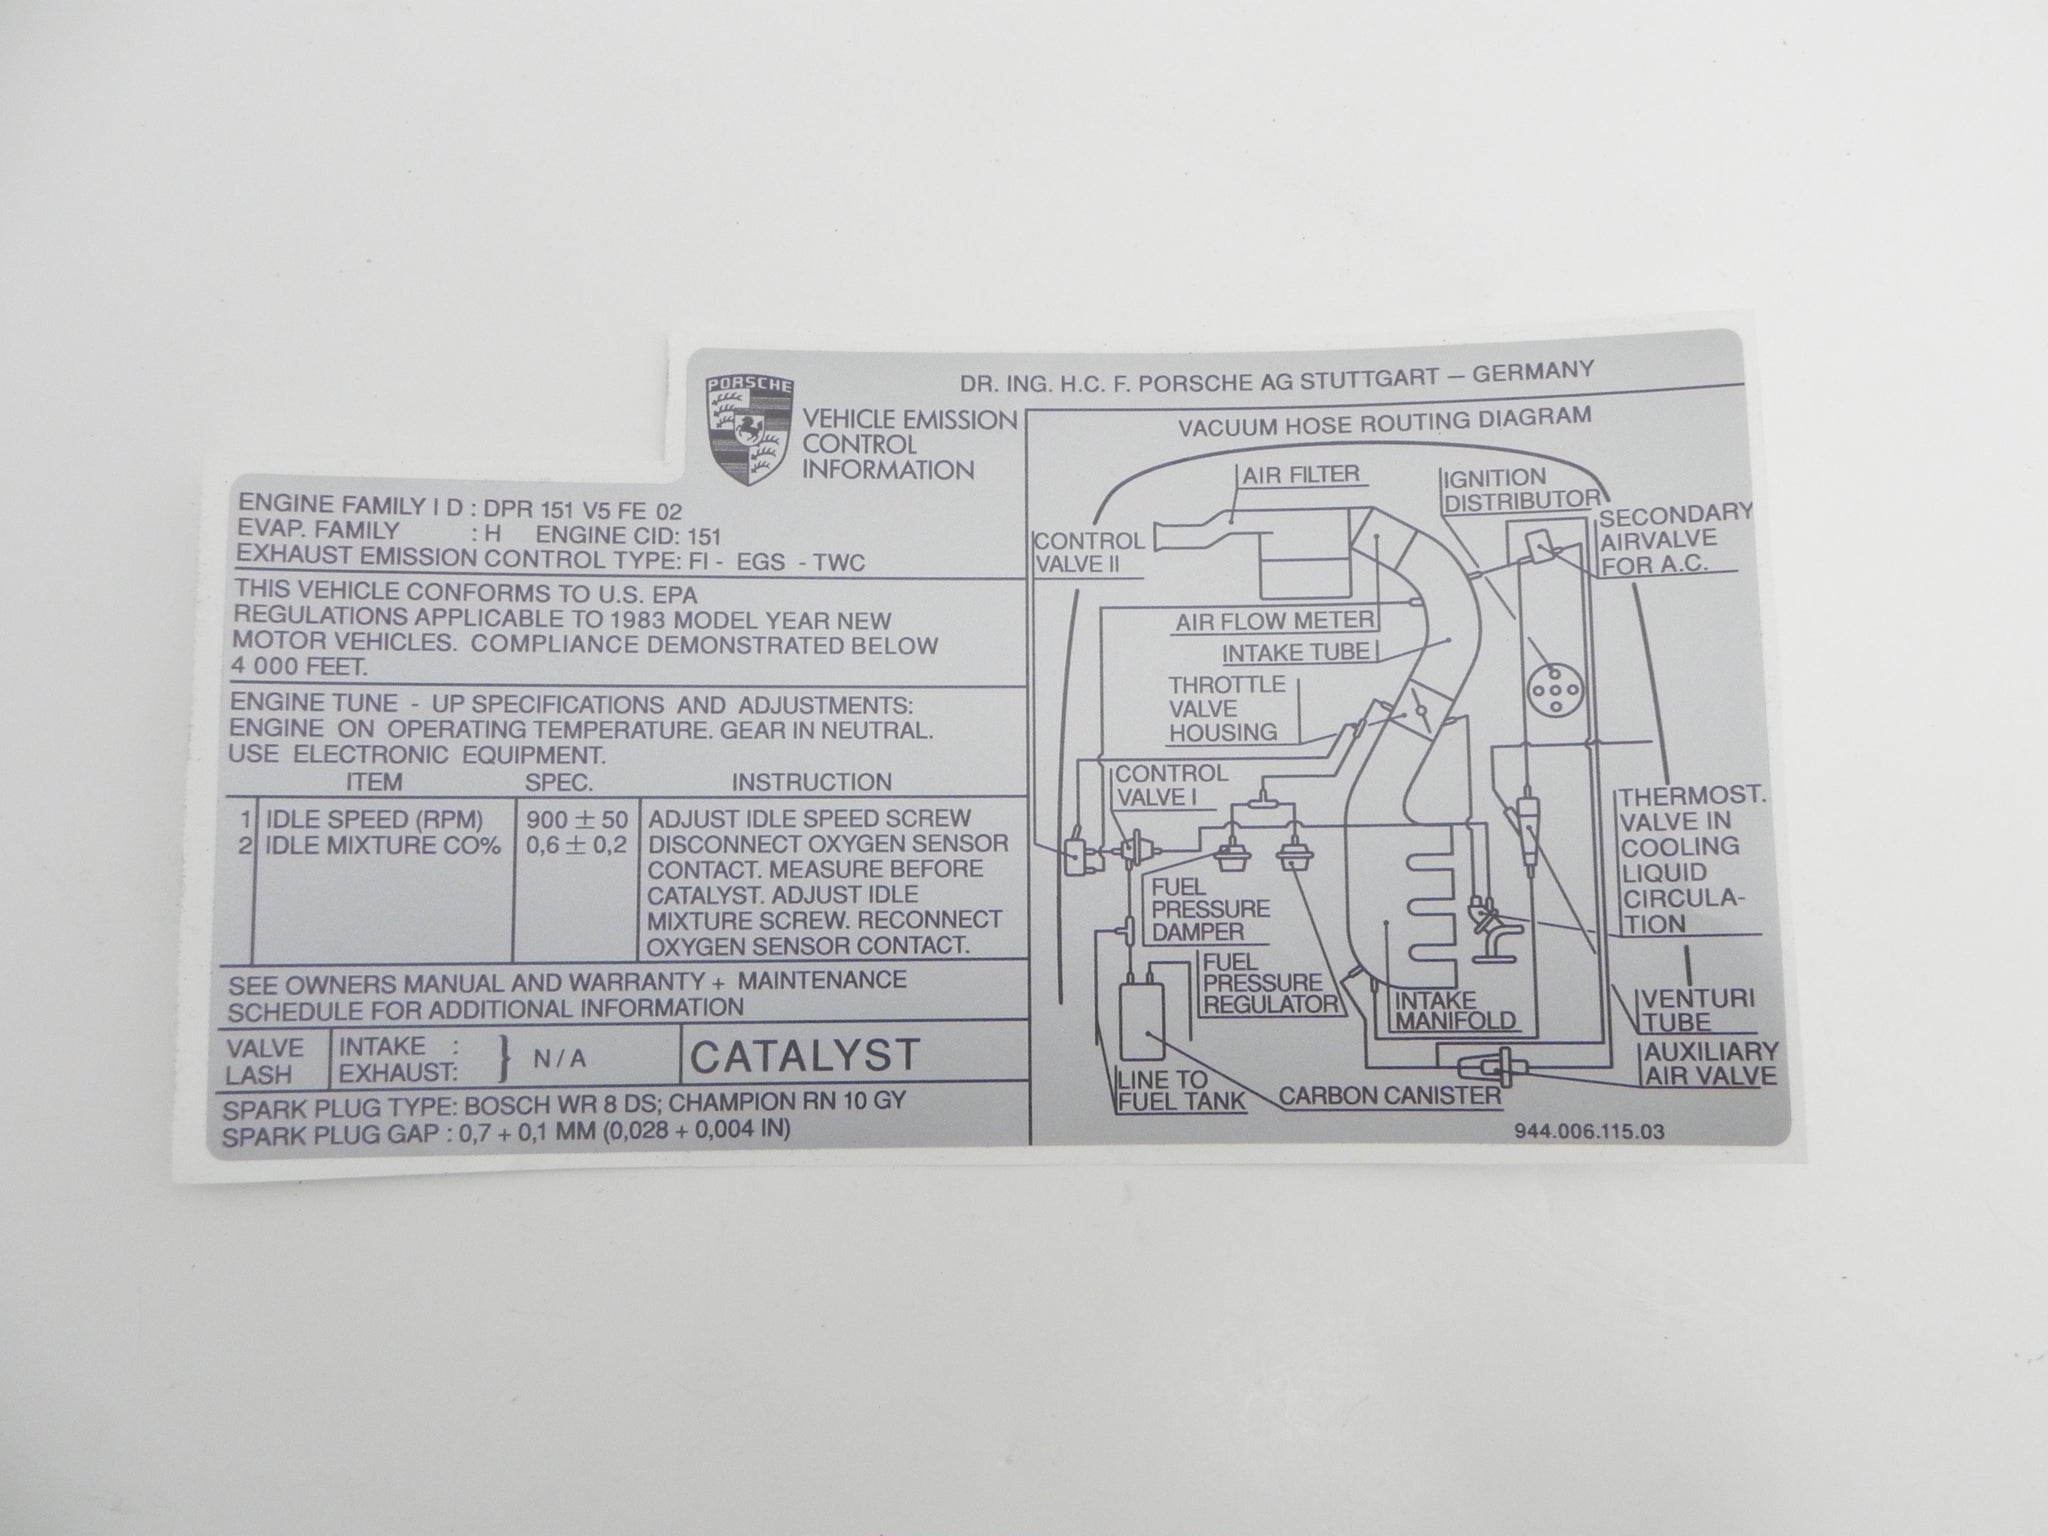 DR. ING. H.C. F. PORSCHE AG STUTTGART – GERMANY
PORSCHE
VEHICLE EMISSION
CONTROL
INFORMATION
ENGINE FAMILY I D : DPR 151 V5 FE 02
EVAP. FAMILY : H ENGINE CID: 151
EXHAUST EMISSION CONTROL TYPE: FI - EGS - TWC
THIS VEHICLE CONFORMS TO U.S. EPA
REGULATIONS APPLICABLE TO 1983 MODEL YEAR NEW
MOTOR VEHICLES. COMPLIANCE DEMONSTRATED BELOW
4 000 FEET.
ENGINE TUNE - UP SPECIFICATIONS AND ADJUSTMENTS:
ENGINE ON OPERATING TEMPERATURE. GEAR IN NEUTRAL.
USE ELECTRONIC EQUIPMENT.
ITEM SPEC. INSTRUCTION
1 IDLE SPEED (RPM) 900 ± 50 ADJUST IDLE SPEED SCREW
2 IDLE MIXTURE CO% 0,6 ± 0,2 DISCONNECT OXYGEN SENSOR
CONTACT. MEASURE BEFORE
CATALYST. ADJUST IDLE
MIXTURE SCREW. RECONNECT
OXYGEN SENSOR CONTACT.
SEE OWNERS MANUAL AND WARRANTY + MAINTENANCE
SCHEDULE FOR ADDITIONAL INFORMATION
VALVE
LASH
INTAKE :
EXHAUST:
} N / A
CATALYST
SPARK PLUG TYPE: BOSCH WR 8 DS; CHAMPION RN 10 GY
SPARK PLUG GAP : 0,7 + 0,1 MM (0,028 + 0,004 IN)
VACUUM HOSE ROUTING DIAGRAM
AIR FILTER
IGNITION
DISTRIBUTOR
SECONDARY
AIRVALVE
FOR A.C.
CONTROL
VALVE II
AIR FLOW METER
INTAKE TUBE
THROTTLE
VALVE
HOUSING
CONTROL
VALVE I
THERMOST.
VALVE IN
COOLING
LIQUID
CIRCULA-
TION
FUEL
PRESSURE
DAMPER
FUEL
PRESSURE
REGULATOR
INTAKE
MANIFOLD
VENTURI
TUBE
AUXILIARY
AIR VALVE
LINE TO
FUEL TANK
CARBON CANISTER
944.006.115.03